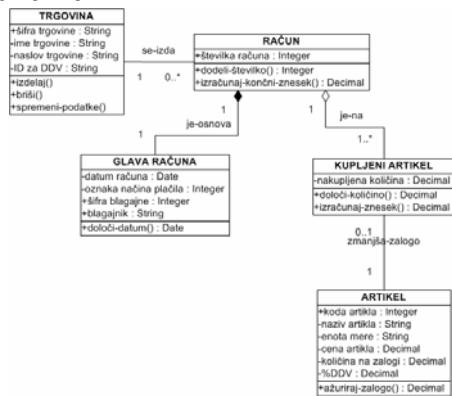 TRGOVINA
+šifra trgovine : String
-ime trgovine : String
-naslov trgovine : String
-ID za DDV : String
+izdelaj()
+briši()
+spremeni-podatke()
se-izda
1
0..*
RAČUN
+številka računa : Integer
+dodeli-številko() : Integer
+izračunaj-končni-znesek() : Decimal
1
1
je-osnova
1
je-na
1..*
GLAVA RAČUNA
-datum računa : Date
-oznaka načina plačila : Integer
+šifra blagajne : Integer
+blagajnik : String
+določi-datum() : Date
KUPLJENI ARTIKEL
-nakupljena količina : Decimal
+določi-količino() : Decimal
+izračunaj-znesek() : Decimal
0..1
zmanjša-zalogo
1
ARTIKEL
+koda artikla : Integer
-naziv artikla : String
-enota mere : String
-cena artikla : Decimal
-količina na zalogi : Decimal
-%DDV : Decimal
+ažuriraj-zalogo() : Decimal